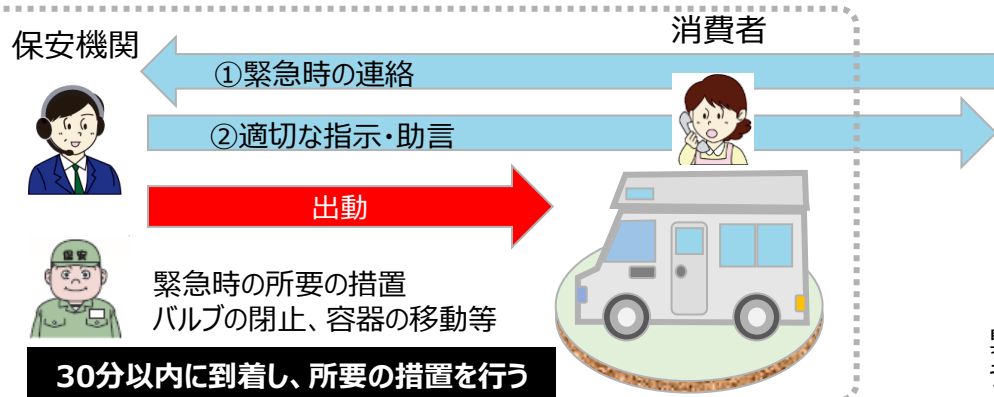 保安機関
消費者
①緊急時の連絡
②適切な指示・助言
出動
保安
緊急時の所要の措置
バルブの閉止、容器の移動等
30分以内に到着し、所要の措置を行う